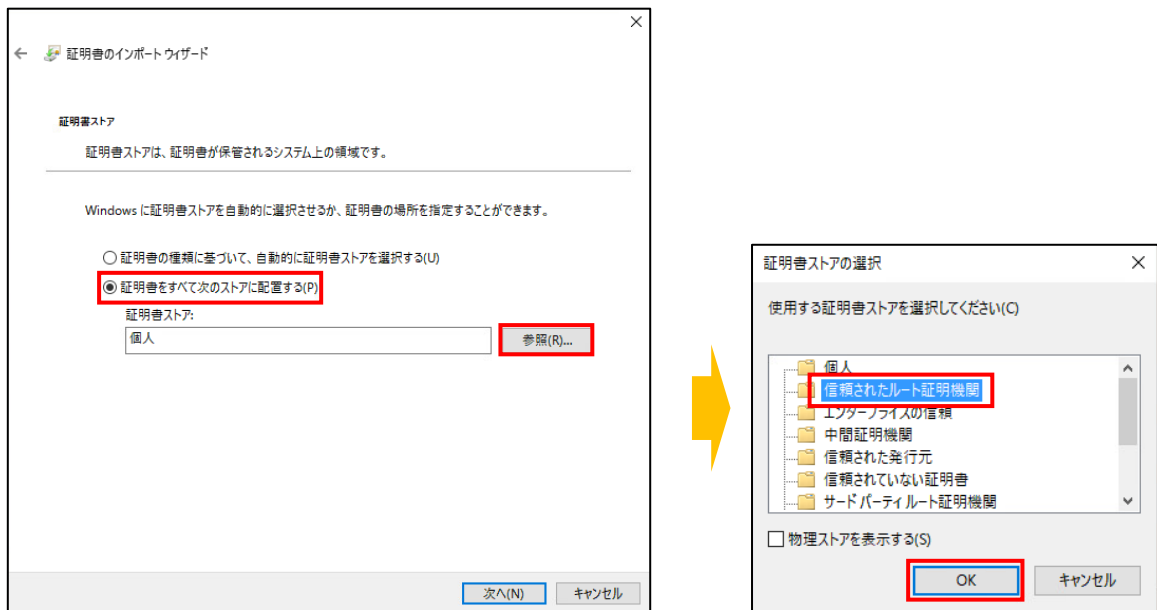 証明書のインポート ウィザード
証明書ストア
証明書ストアは、証明書が保管されるシステム上の領域です。
Windows に証明書ストアを自動的に選択させるか、証明書の場所を指定することができます。
証明書の種類に基づいて、自動的に証明書ストアを選択する(U)
証明書をすべて次のストアに配置する(P)
証明書ストア:
個人
参照(R)...
次へ(N)
キャンセル
証明書ストアの選択
使用する証明書ストアを選択してください(C)
個人
信頼されたルート証明機関
エンタープライズの信頼
中間証明機関
信頼された発行元
信頼されていない証明書
サードパーティルート証明機関
物理ストアを表示する(S)
OK
キャンセル